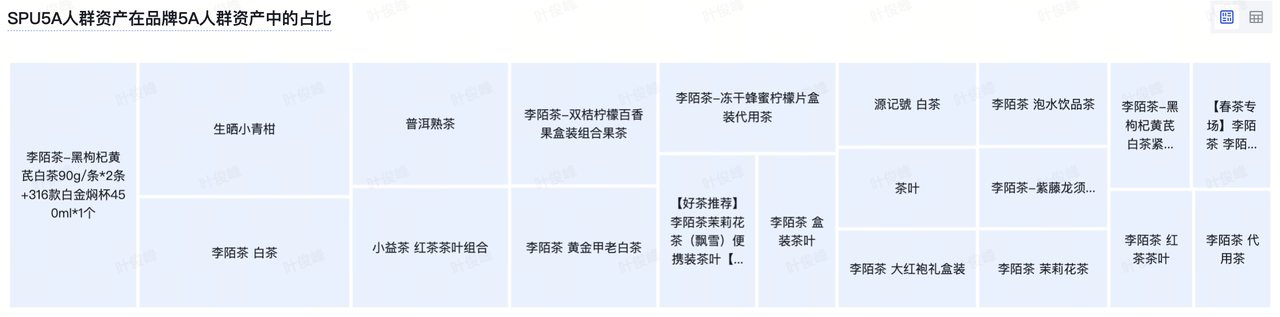 SPU5A人群资产在品牌5A人群资产中的占比
李陌茶-黑枸杞黄
芪白茶90g/条*2条
+316款白金焖杯45
0ml*1个
生晒小青柑
李陌茶 白茶
普洱熟茶
小益茶 红茶茶叶组合
李陌茶-双桔柠檬百香
果盒装组合果茶
李陌茶 黄金甲老白茶
李陌茶-冻干蜂蜜柠檬片盒
装代用茶
【好茶推荐】
李陌茶茉莉花
茶（飘雪）便
携装茶叶【...
李陌茶 盒
装茶叶
源记號 白茶
茶叶
李陌茶 大红袍礼盒装
李陌茶 泡水饮品茶
李陌茶-紫藤龙须...
李陌茶 茉莉花茶
李陌茶-黑
枸杞黄芪
白茶紧...
【春茶专
场】李陌
茶 李陌...
李陌茶 红
茶茶叶
李陌茶 代
用茶
叶俊峰